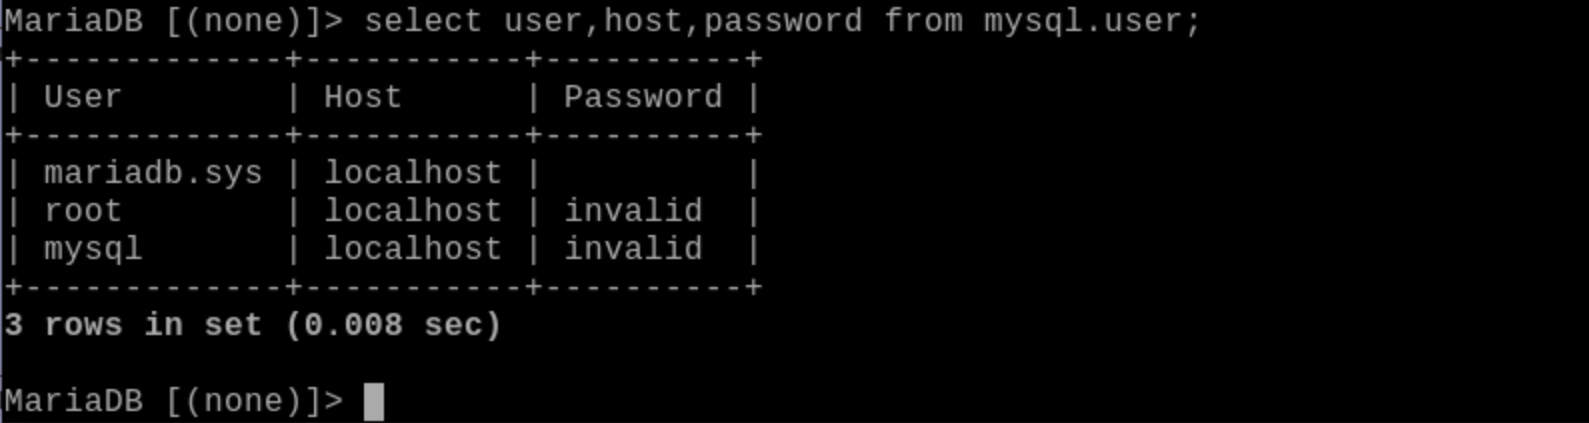 MariaDB [(none)]> select user,host,password from mysql.user;
+-------------+-----------+----------+
| User        | Host      | Password |
+-------------+-----------+----------+
| mariadb.sys | localhost |          |
| root        | localhost | invalid  |
| mysql       | localhost | invalid  |
+-------------+-----------+----------+
3 rows in set (0.008 sec)
MariaDB [(none)]>